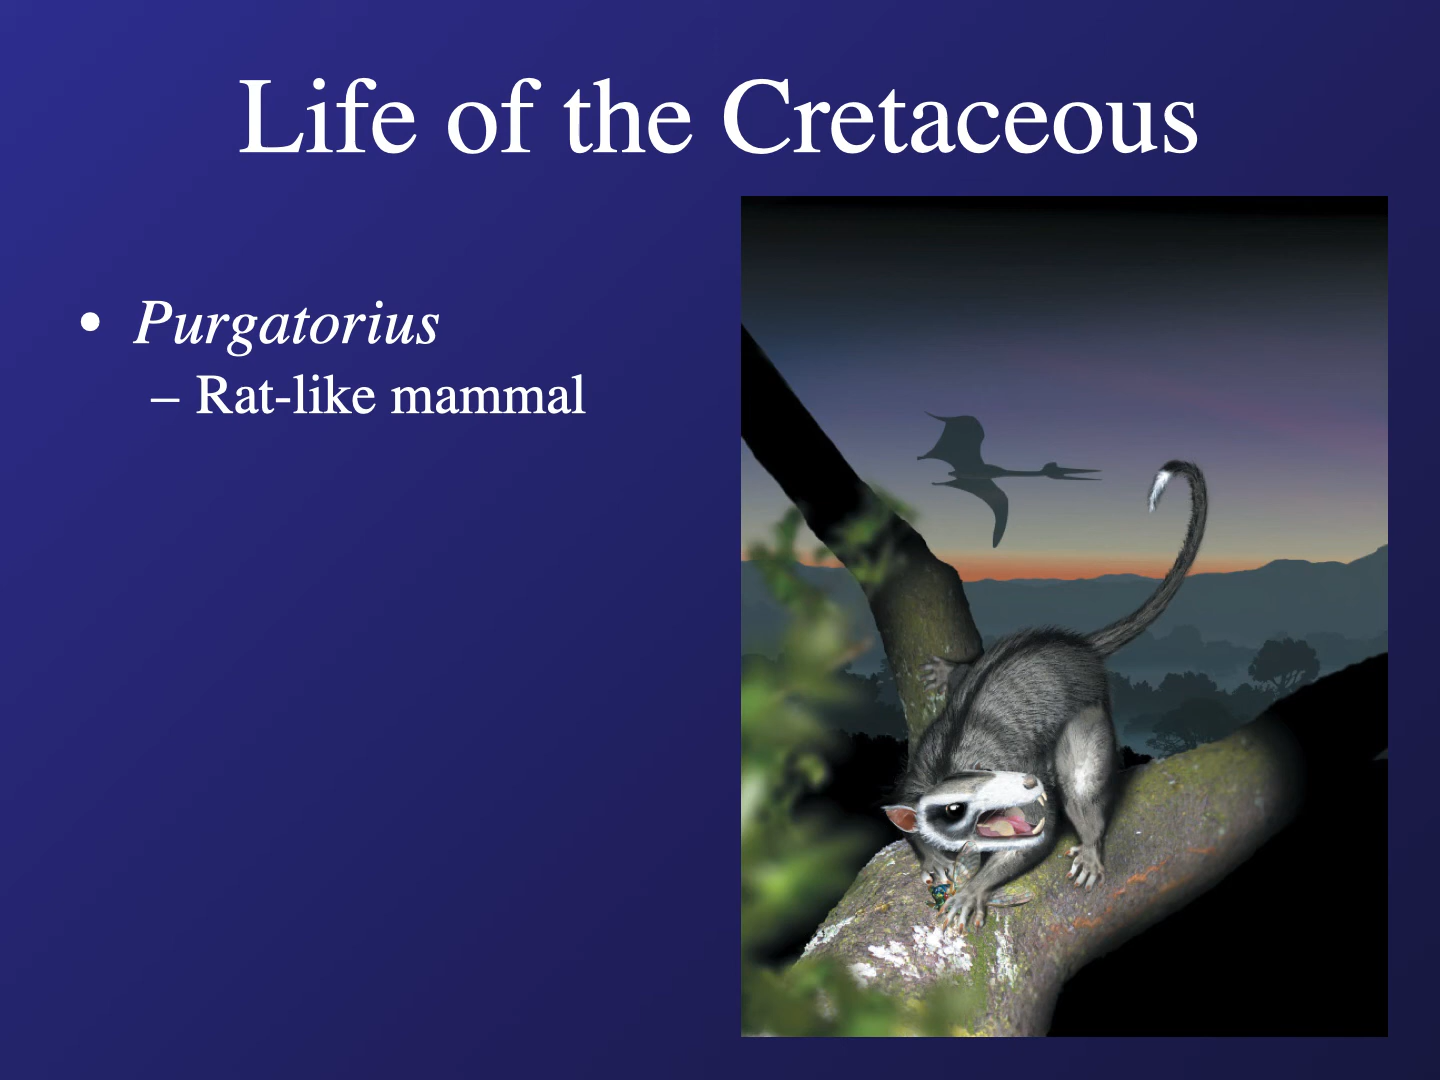 Life of the Cretaceous
• Purgatorius
– Rat-like mammal